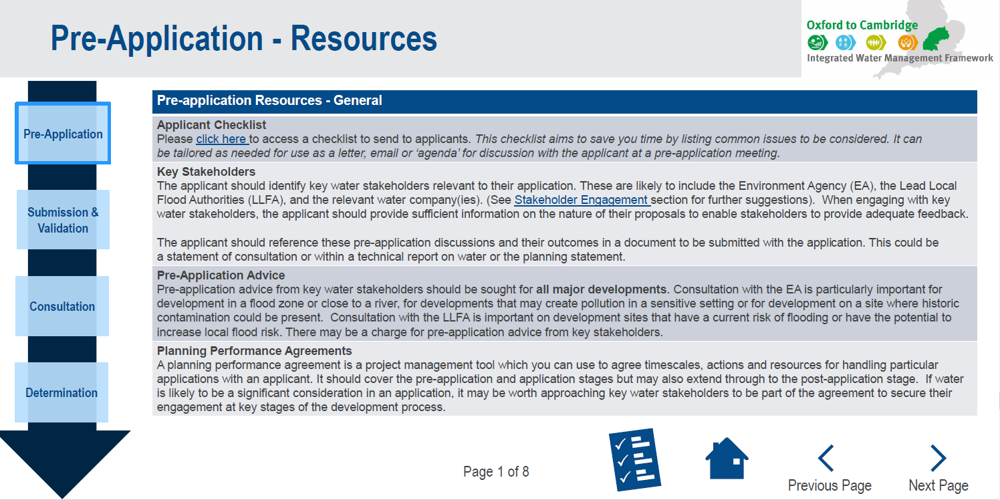 Pre-Application - Resources
Oxford to Cambridge
Integrated Water Management Framework
Pre-Application
Submission &
Validation
Consultation
Determination
Pre-application Resources - General
Applicant Checklist
Please click here to access a checklist to send to applicants. This checklist aims to save you time by listing common issues to be considered. It can
be tailored as needed for use as a letter, email or ‘agenda’ for discussion with the applicant at a pre-application meeting.
Key Stakeholders
The applicant should identify key water stakeholders relevant to their application. These are likely to include the Environment Agency (EA), the Lead Local
Flood Authorities (LLFA), and the relevant water company(ies). (See Stakeholder Engagement section for further suggestions).  When engaging with key
water stakeholders, the applicant should provide sufficient information on the nature of their proposals to enable stakeholders to provide adequate feedback.
The applicant should reference these pre-application discussions and their outcomes in a document to be submitted with the application. This could be
a statement of consultation or within a technical report on water or the planning statement.
Pre-Application Advice
Pre-application advice from key water stakeholders should be sought for all major developments. Consultation with the EA is particularly important for
development in a flood zone or close to a river, for developments that may create pollution in a sensitive setting or for development on a site where historic
contamination could be present.  Consultation with the LLFA is important on development sites that have a current risk of flooding or have the potential to
increase local flood risk. There may be a charge for pre-application advice from key stakeholders.
Planning Performance Agreements
A planning performance agreement is a project management tool which you can use to agree timescales, actions and resources for handling particular
applications with an applicant. It should cover the pre-application and application stages but may also extend through to the post-application stage.  If water
is likely to be a significant consideration in an application, it may be worth approaching key water stakeholders to be part of the agreement to secure their
engagement at key stages of the development process.
Page 1 of 8
Previous Page
Next Page